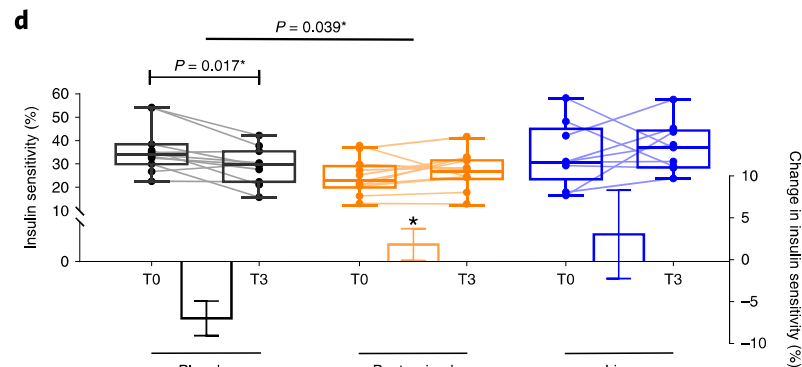 d
P = 0.039*
P = 0.017*
Insulin sensitivity (%)
60
50
40
30
20
10
0
*
T0
T3
T0
T3
T0
T3
10
5
0
−5
−10
Change in insulin sensitivity (%)